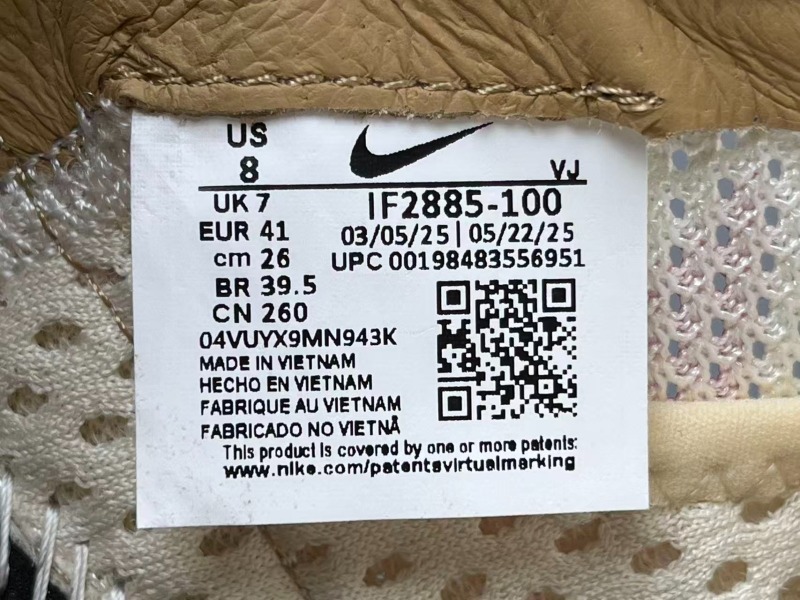 US
8
VJ
UK 7
IF2885-100
EUR 41
03/05/25 | 05/22/25
cm 26
UPC 00198483556951
BR 39.5
CN 260
04VUYX9MN943K
MADE IN VIETNAM
HECHO EN VIETNAM
FABRIQUE AU VIETNAM
FABRICADO NO VIETNÃ
This product is covered by one or more patents:
www.nike.com/patentsvirtualmarking